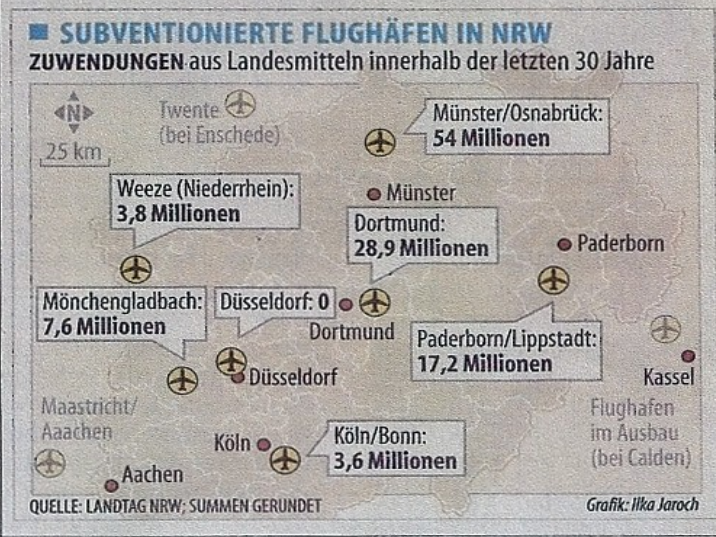 SUBVENTIONIERTE FLUGHÄFEN IN NRW
ZUWENDUNGEN aus Landesmitteln innerhalb der letzten 30 Jahre
N
25 km
Twente
(bei Enschede)
Münster/Osnabrück:
54 Millionen
Weeze (Niederrhein):
3,8 Millionen
Münster
Dortmund:
28,9 Millionen
Paderborn
Mönchengladbach:
7,6 Millionen
Düsseldorf: 0
Dortmund
Paderborn/Lippstadt:
17,2 Millionen
Kassel
Düsseldorf
Maastricht/
Aaachen
Flughafen
im Ausbau
(bei Calden)
Köln
Köln/Bonn:
3,6 Millionen
Aachen
QUELLE: LANDTAG NRW; SUMMEN GERUNDET
Grafik: Ilka Jaroch